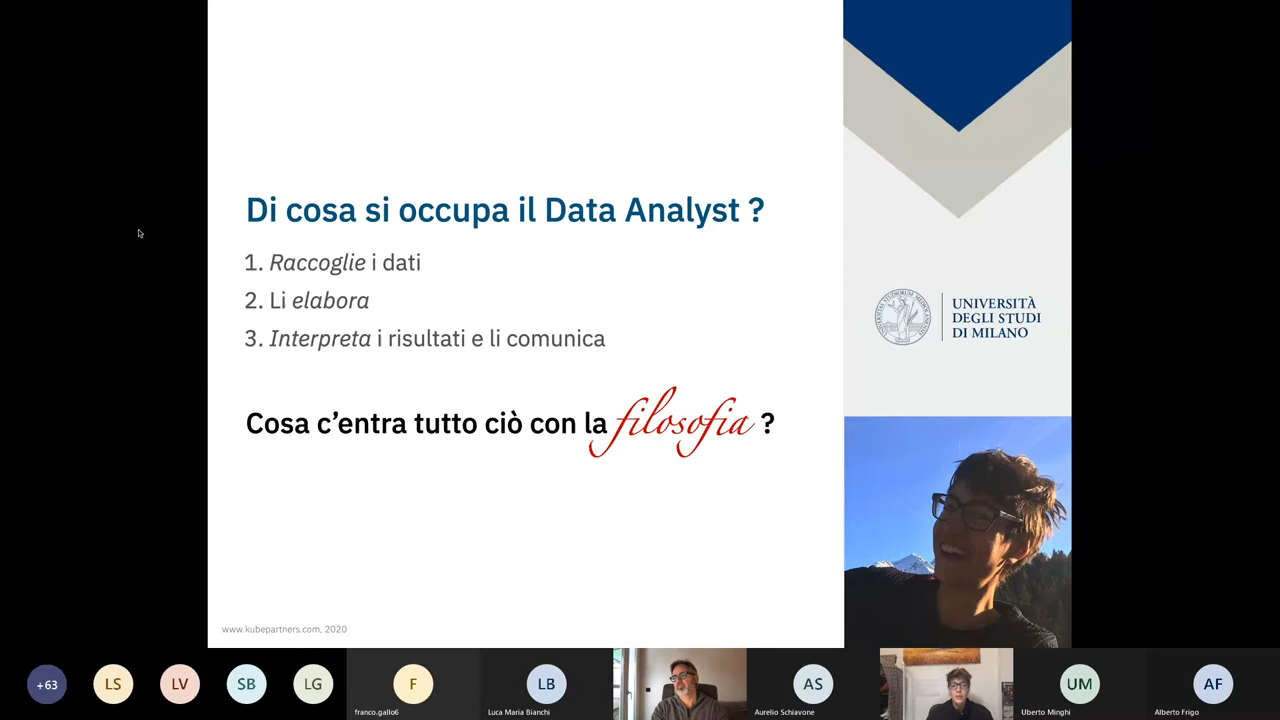 Di cosa si occupa il Data Analyst ?
1. Raccoglie i dati
2. Li elabora
3. Interpreta i risultati e li comunica
Cosa c’entra tutto ciò con la filosofia ?
www.kubepartners.com, 2020
UNIVERSITÀ
DEGLI STUDI
DI MILANO
+63
LS
LV
SB
LG
F
franco.gallo6
LB
Luca Maria Bianchi
AS
Aurelio Schiavone
UM
Uberto Minghi
AF
Alberto Frigo